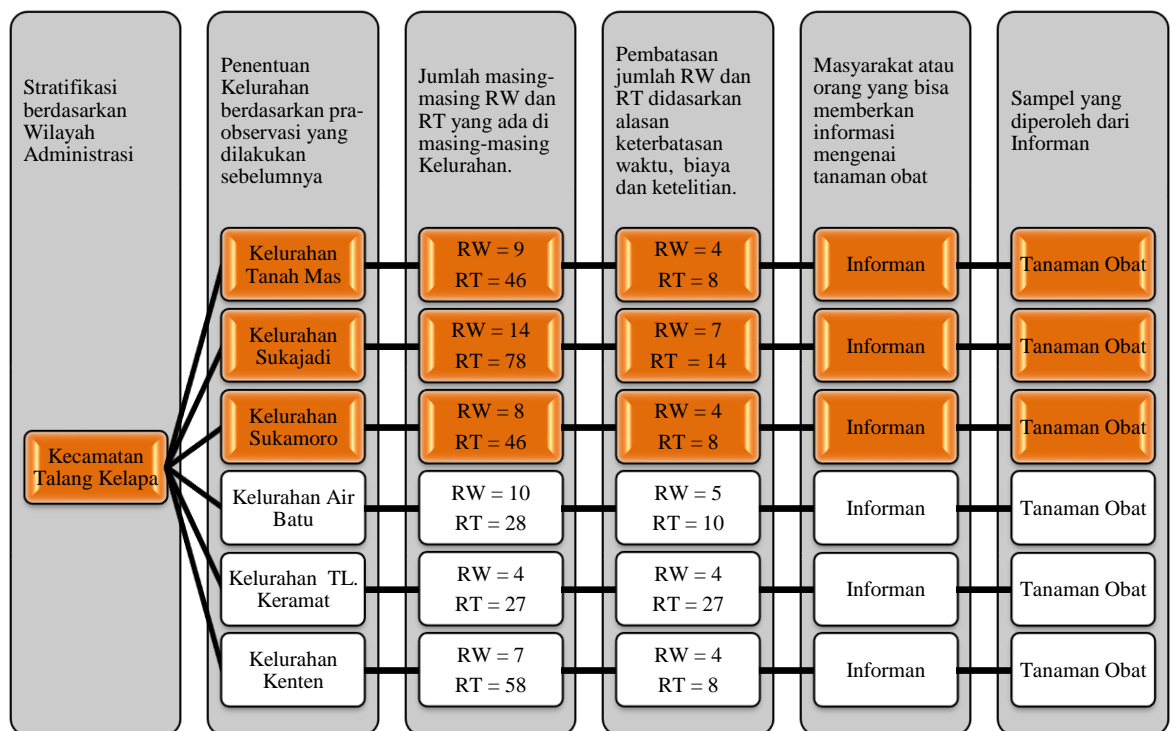 Stratifikasi
berdasarkan
Wilayah
Administrasi
Penentuan
Kelurahan
berdasarkan pra-
observasi yang
dilakukan
sebelumnya
Jumlah masing-
masing RW dan
RT yang ada di
masing-masing
Kelurahan.
Pembatasan
jumlah RW dan
RT didasarkan
alasan
keterbatasan
waktu, biaya
dan ketelitian.
Masyarakat atau
orang yang bisa
memberkan
informasi
mengenai
tanaman obat
Sampel yang
diperoleh dari
Informan
Kecamatan
Talang Kelapa
Kelurahan
Tanah Mas
RW = 9
RT = 46
RW = 4
RT = 8
Informan
Tanaman Obat
Kelurahan
Sukajadi
RW = 14
RT = 78
RW = 7
RT = 14
Informan
Tanaman Obat
Kelurahan
Sukamoro
RW = 8
RT = 46
RW = 4
RT = 8
Informan
Tanaman Obat
Kelurahan Air
Batu
RW = 10
RT = 28
RW = 5
RT = 10
Informan
Tanaman Obat
Kelurahan TL.
Keramat
RW = 4
RT = 27
RW = 4
RT = 27
Informan
Tanaman Obat
Kelurahan
Kenten
RW = 7
RT = 58
RW = 4
RT = 8
Informan
Tanaman Obat